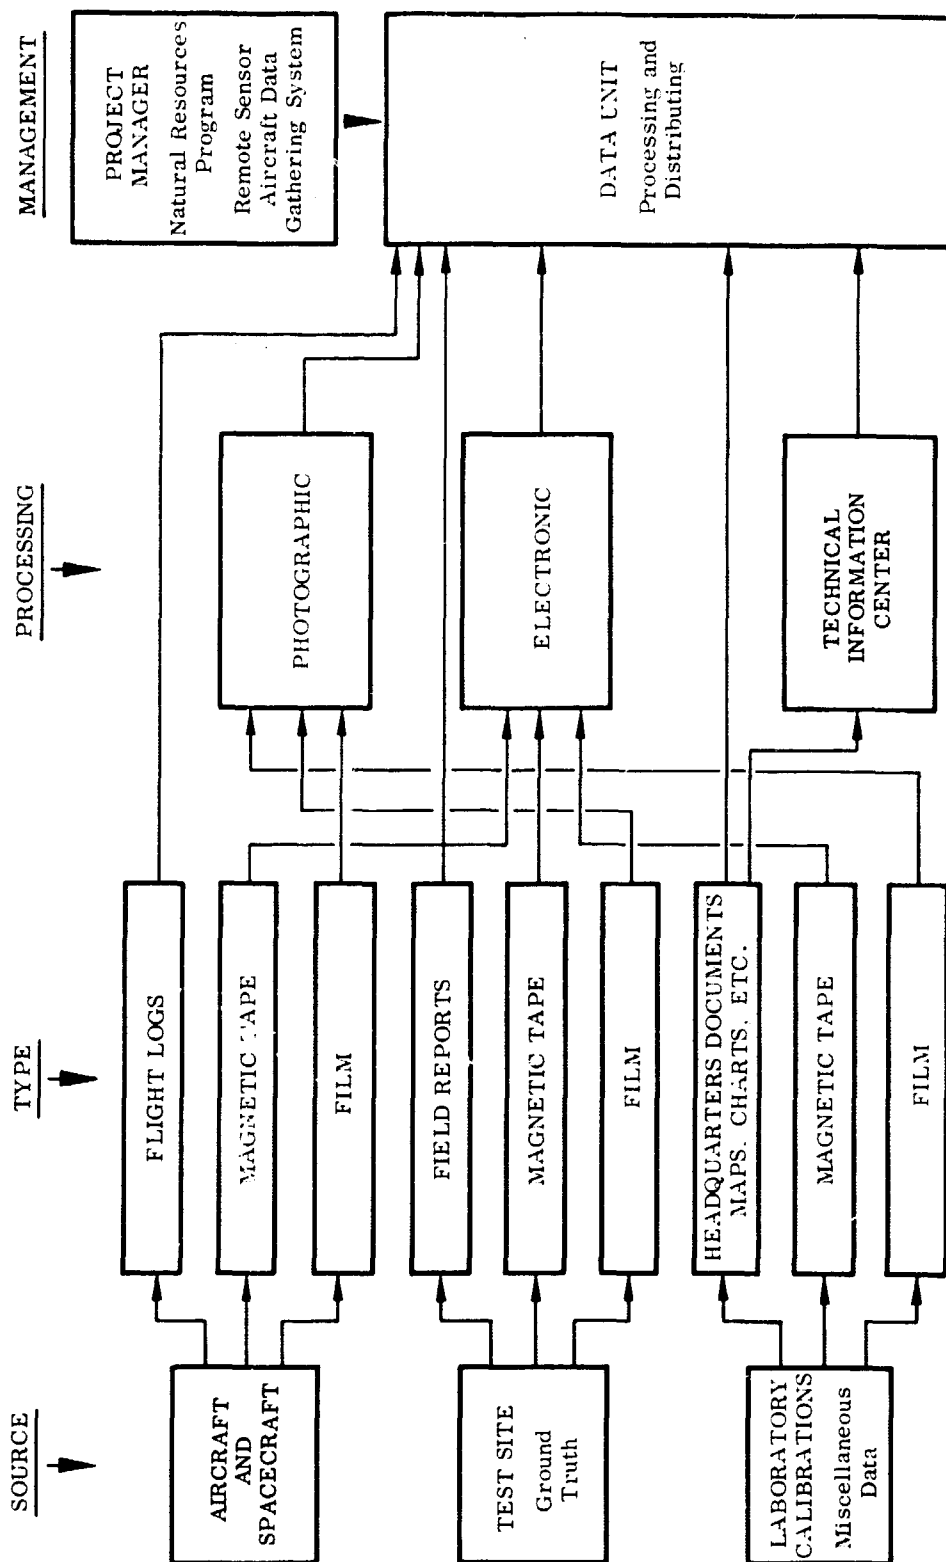 SOURCE
TYPE
PROCESSING
MANAGEMENT
AIRCRAFT
AND
SPACECRAFT
TEST SITE
Ground
Truth
LABORATORY
CALIBRATIONS
Miscellaneous
Data
FLIGHT LOGS
MAGNETIC TAPE
FILM
FIELD REPORTS
MAGNETIC TAPE
FILM
HEADQUARTERS DOCUMENTS
MAPS. CHARTS. ETC.
MAGNETIC TAPE
FILM
PHOTOGRAPHIC
ELECTRONIC
TECHNICAL
INFORMATION
CENTER
PROJECT
MANAGER
Natural Resources
Program
Remote Sensor
Aircraft Data
Gathering System
DATA UNIT
Processing and
Distributing